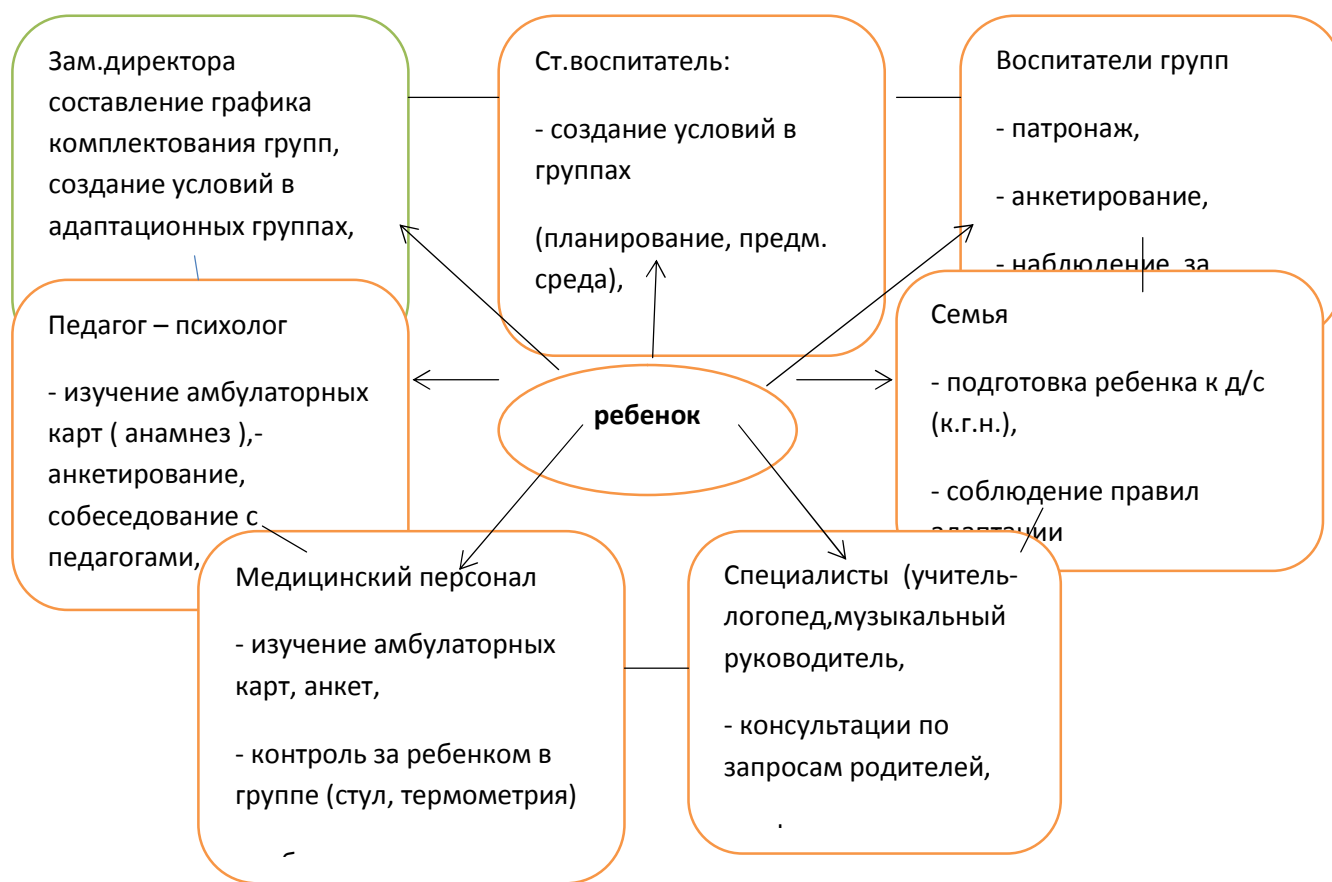 Зам.директора
составление графика
комплектования групп,
создание условий в
адаптационных группах,
Ст.воспитатель:
- создание условий в
группах
(планирование, предм.
среда),
Воспитатели групп
- патронаж,
- анкетирование,
- наблюдение за
Педагог – психолог
- изучение амбулаторных
карт ( анамнез ),-
анкетирование,
собеседование с
педагогами,
ребенок
Семья
- подготовка ребенка к д/с
(к.г.н.),
- соблюдение правил
адаптации
Медицинский персонал
- изучение амбулаторных
карт, анкет,
- контроль за ребенком в
группе (стул, термометрия)
Специалисты (учитель-
логопед,музыкальный
руководитель,
- консультации по
запросам родителей,